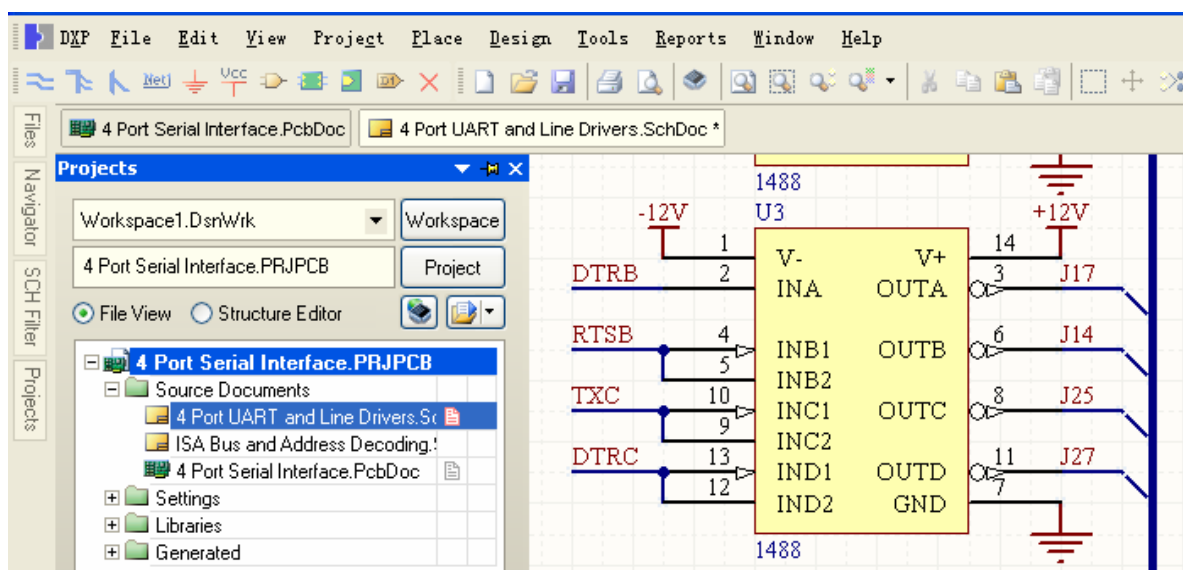 DXP File Edit View Project Place Design Tools Reports Window Help
Net1 Vcc D1
4 Port Serial Interface.PcbDoc 4 Port UART and Line Drivers.SchDoc *
Files
Navigator
SCH Filter
Projects
Projects
Workspace1.DsnWrk Workspace
4 Port Serial Interface.PRJPCB Project
File View Structure Editor
4 Port Serial Interface.PRJPCB
Source Documents
4 Port UART and Line Drivers.Sc
ISA Bus and Address Decoding.
4 Port Serial Interface.PcbDoc
Settings
Libraries
Generated
1488
-12V U3 +12V
1 V- V+ 14
DTRB 2 INA OUTA 3 J17
RTSB 4 INB1 OUTB 6 J14
5 INB2
TXC 10 INC1 OUTC 8 J25
9 INC2
DTRC 13 IND1 OUTD 11 J27
12 IND2 GND 7
1488